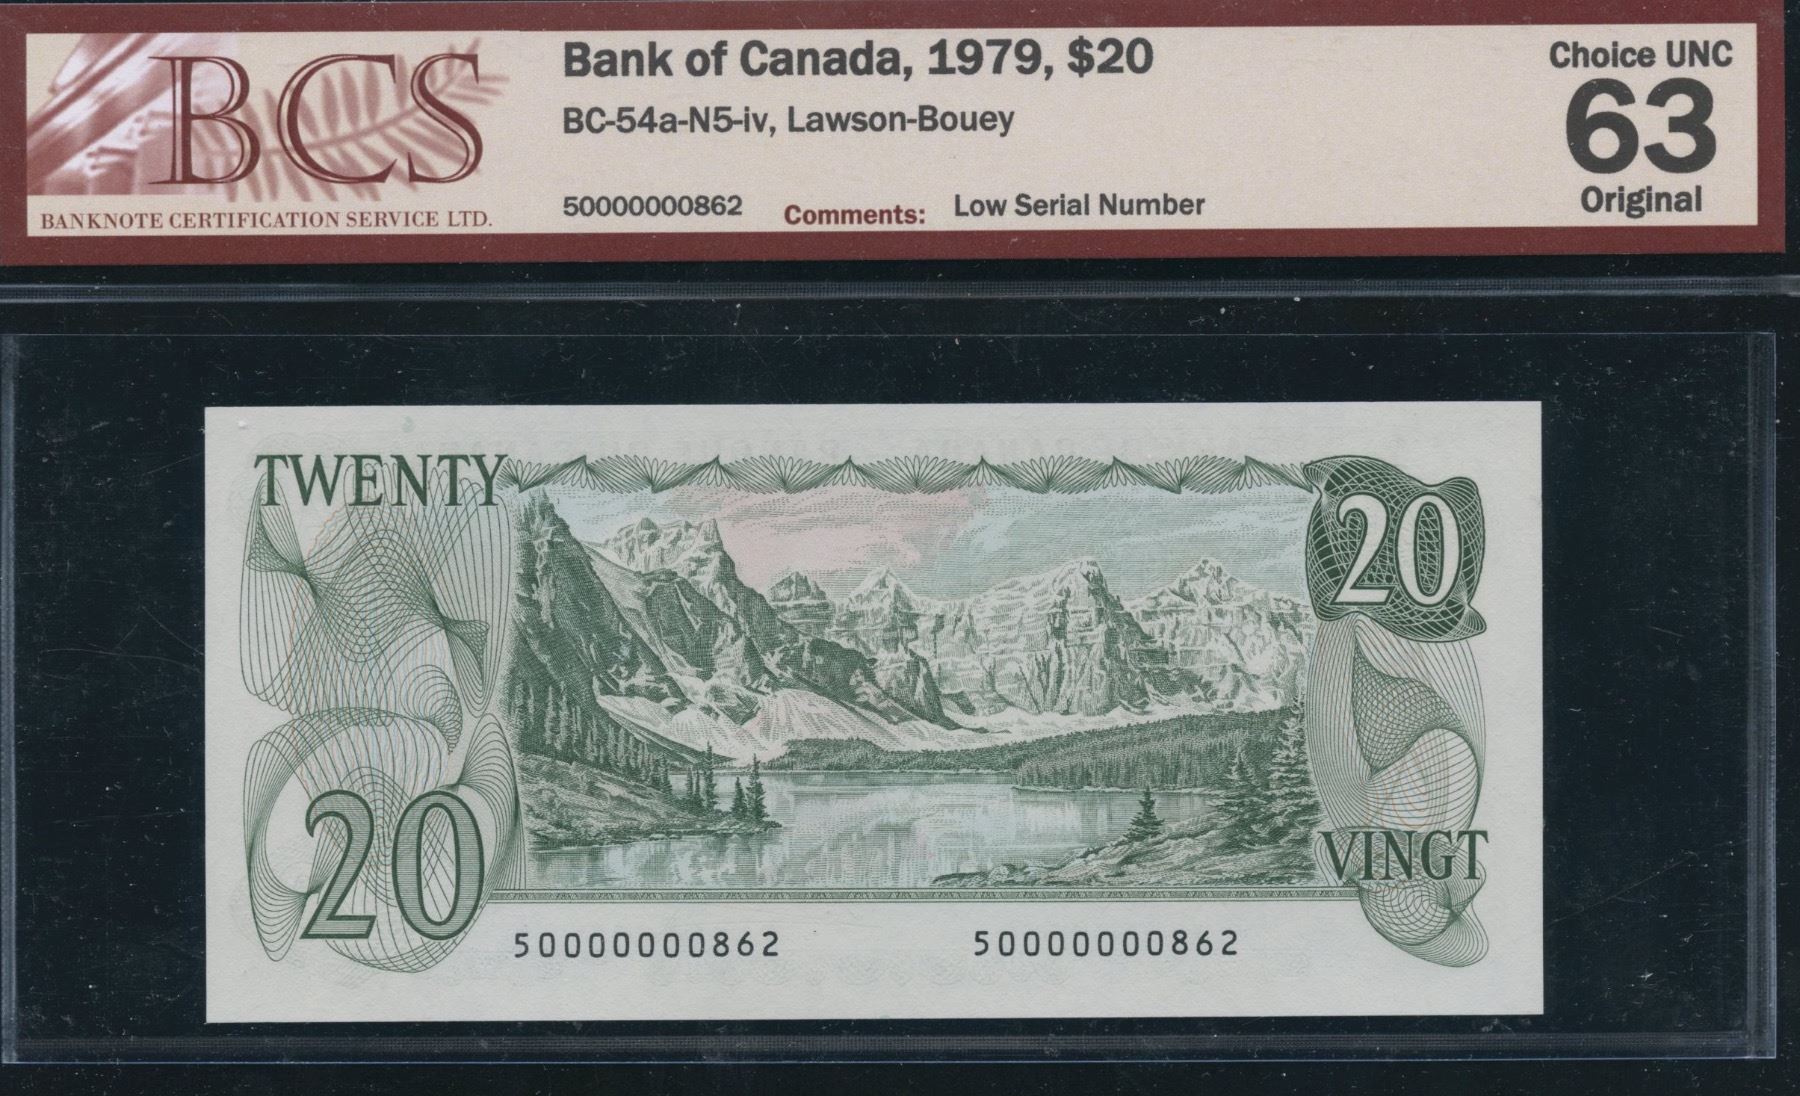 BCS
BANKNOTE CERTIFICATION SERVICE LTD.
Bank of Canada, 1979, $20
BC-54a-N5-iv, Lawson-Bouey
50000000862 Comments: Low Serial Number
Choice UNC
63
Original
TWENTY
20
20
VINGT
50000000862 50000000862